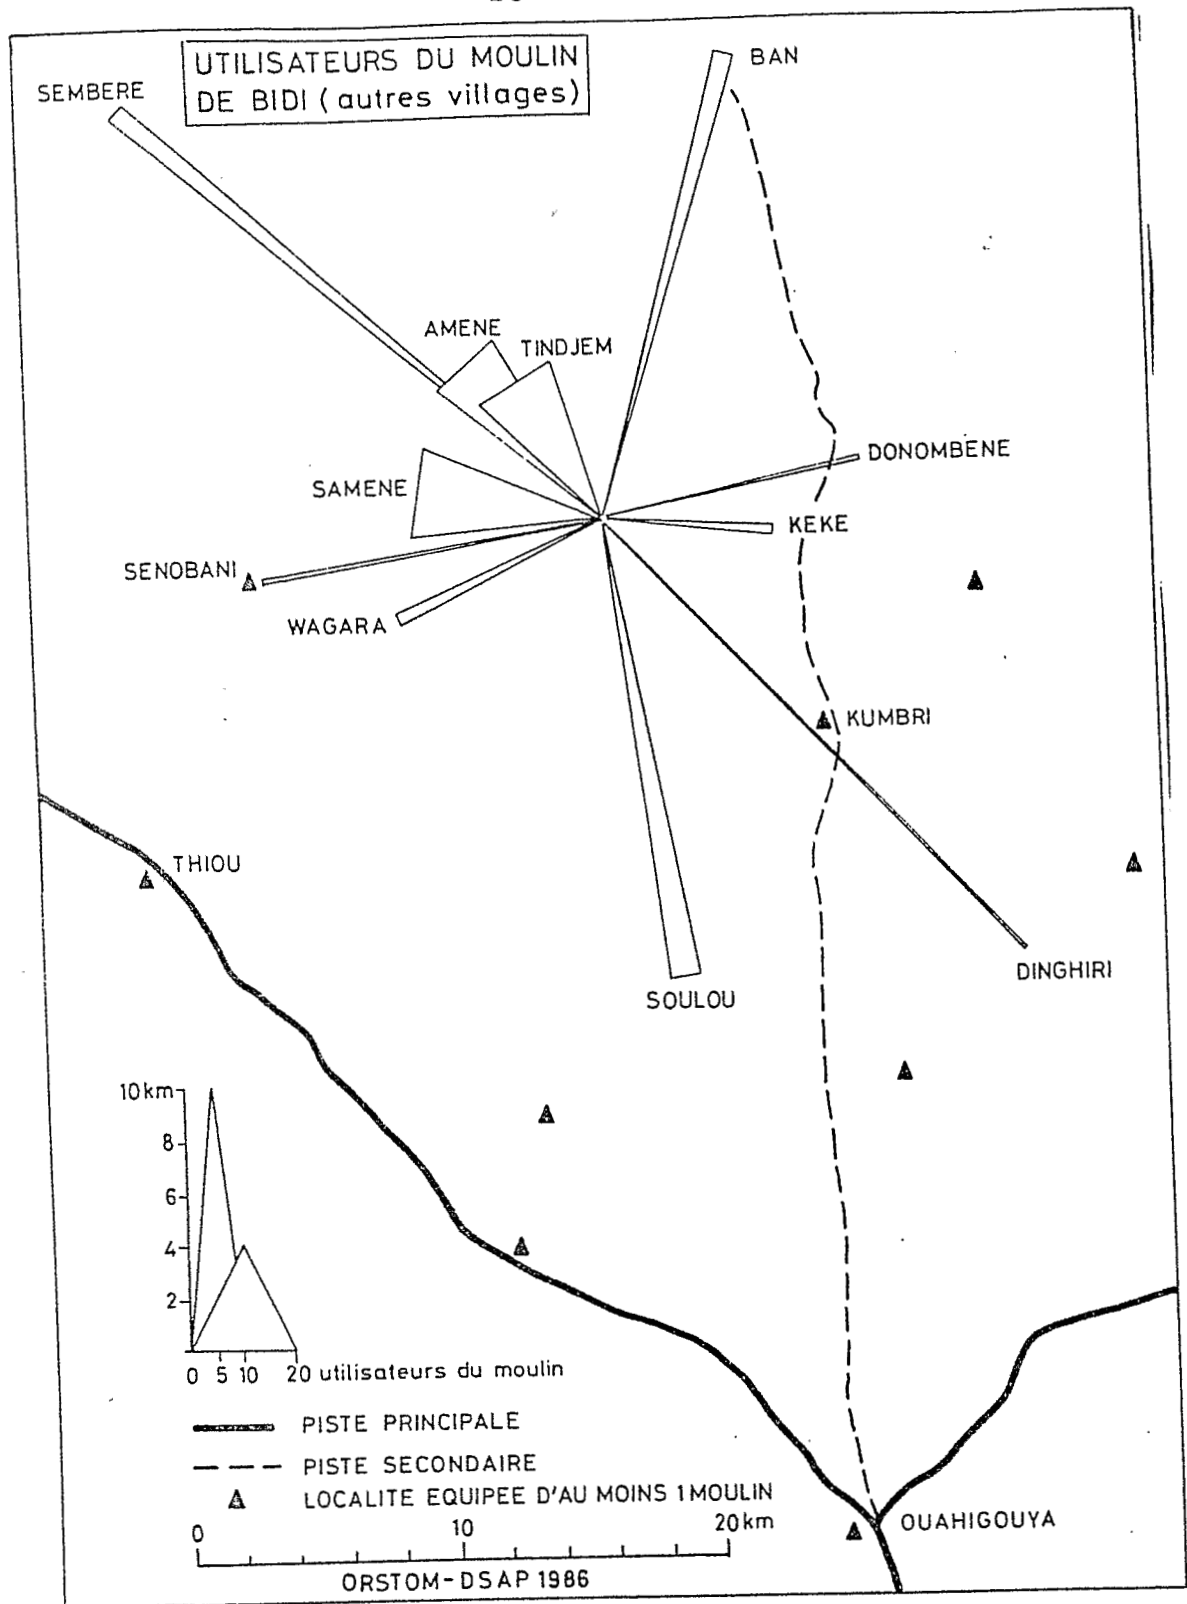 UTILISATEURS DU MOULIN
DE BIDI (autres villages)
BAN
SEMBERE
AMENE
TINDJEM
DONOMBENE
SAMENE
KEKE
SENOBANI
WAGARA
KUMBRI
THIOU
DINGHIRI
SOULOU
10km
8
6
4
2
0 5 10 20 utilisateurs du moulin
PISTE PRINCIPALE
PISTE SECONDAIRE
LOCALITE EQUIPEE D'AU MOINS 1 MOULIN
0 10 20km
OUAHIGOUYA
ORSTOM-DSAP 1986